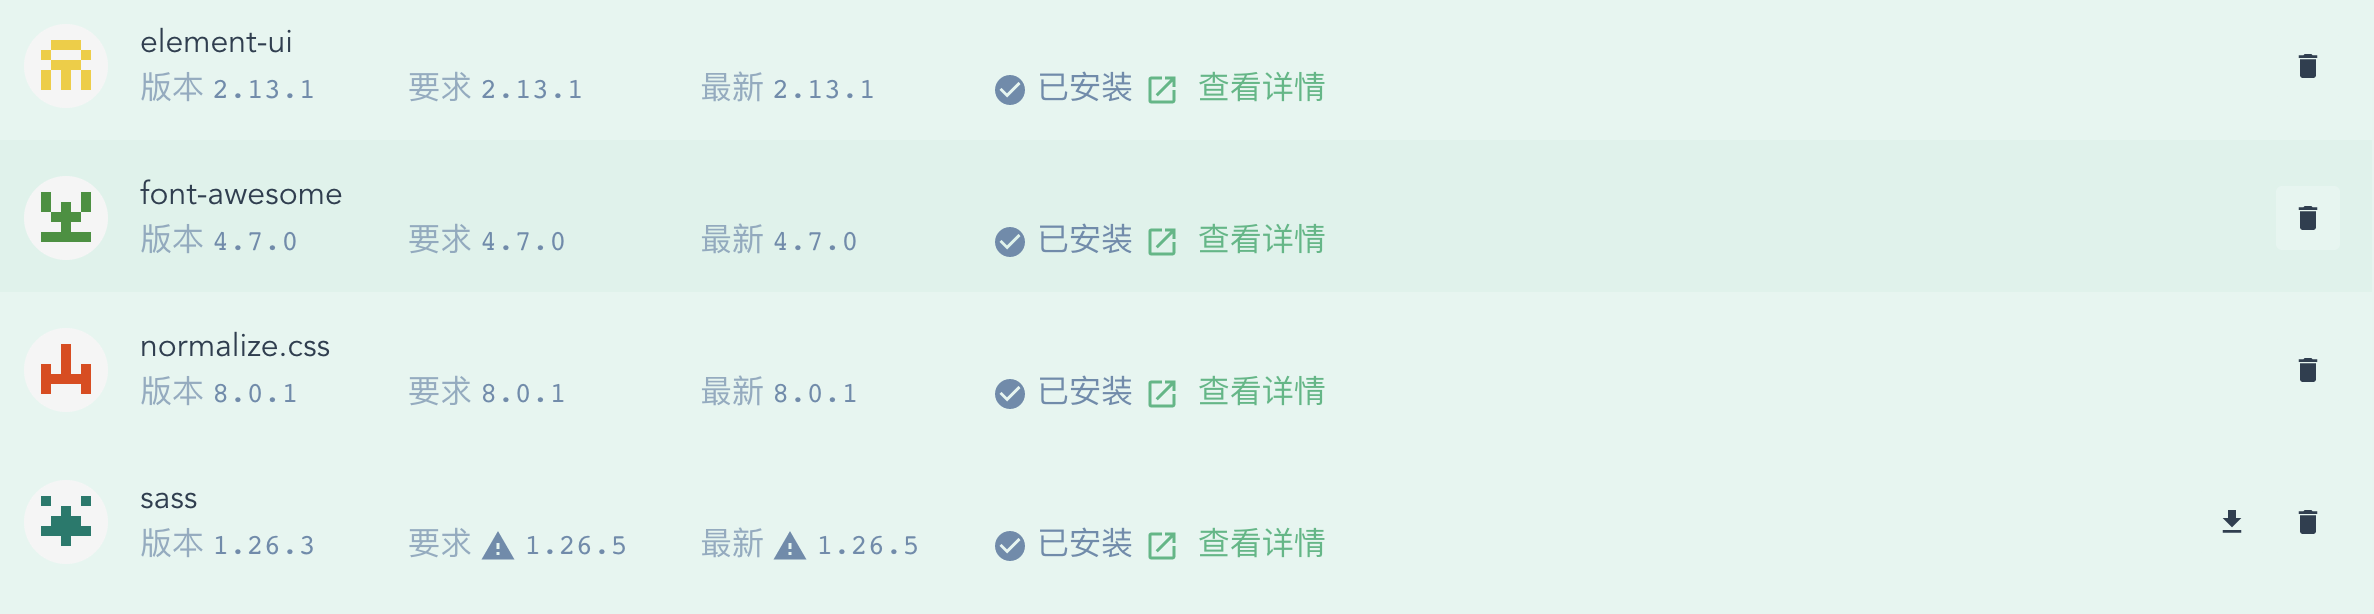 element-ui
版本 2.13.1 要求 2.13.1 最新 2.13.1 已安装 查看详情
font-awesome
版本 4.7.0 要求 4.7.0 最新 4.7.0 已安装 查看详情
normalize.css
版本 8.0.1 要求 8.0.1 最新 8.0.1 已安装 查看详情
sass
版本 1.26.3 要求 1.26.5 最新 1.26.5 已安装 查看详情